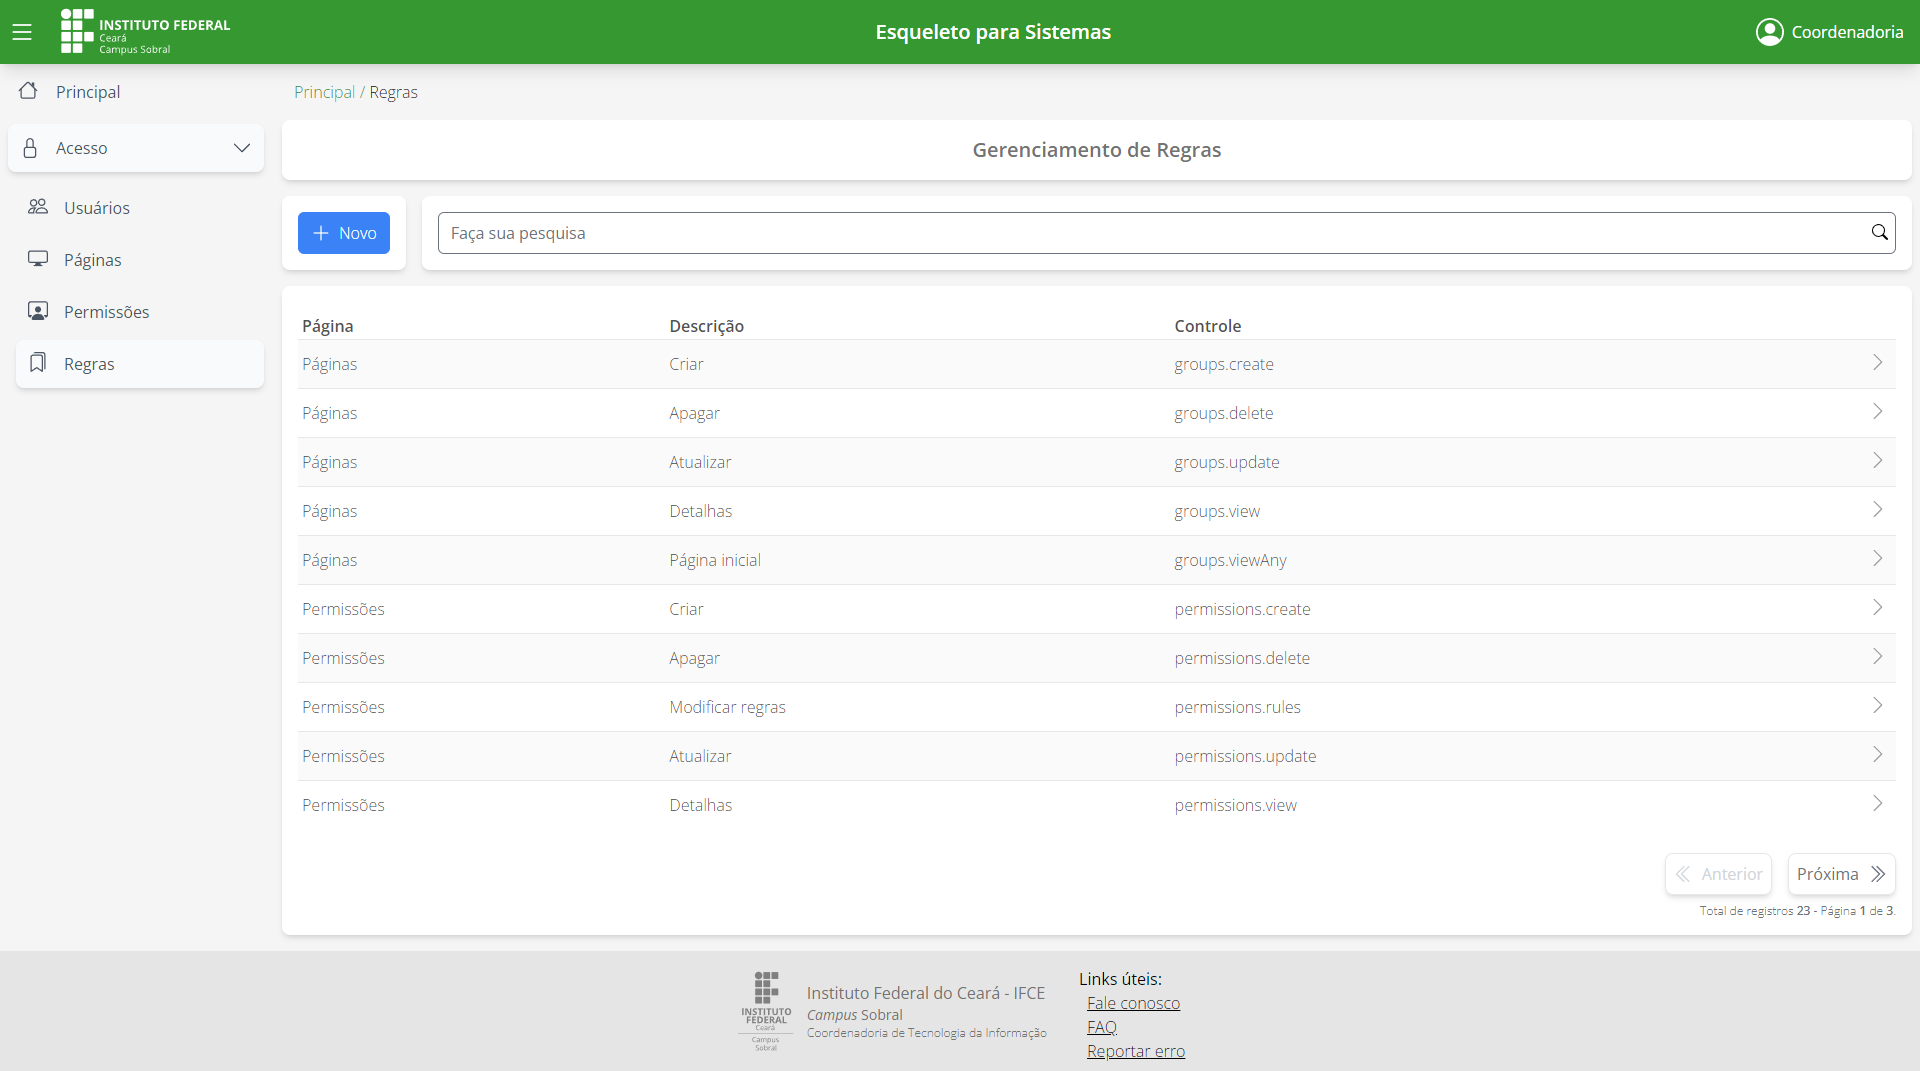 INSTITUTO FEDERAL
Ceará
Campus Sobral
Esqueleto para Sistemas
Coordenadoria
Principal
Acesso
Usuários
Páginas
Permissões
Regras
Principal / Regras
Gerenciamento de Regras
Novo
Faça sua pesquisa
Página Descrição Controle
Páginas Criar groups.create
Páginas Apagar groups.delete
Páginas Atualizar groups.update
Páginas Detalhas groups.view
Páginas Página inicial groups.viewAny
Permissões Criar permissions.create
Permissões Apagar permissions.delete
Permissões Modificar regras permissions.rules
Permissões Atualizar permissions.update
Permissões Detalhas permissions.view
Anterior Próxima
Total de registros 23 - Página 1 de 3.
INSTITUTO
FEDERAL
Ceará
Campus
Sobral
Instituto Federal do Ceará - IFCE
Campus Sobral
Coordenadoria de Tecnologia da Informação
Links úteis:
Fale conosco
FAQ
Reportar erro